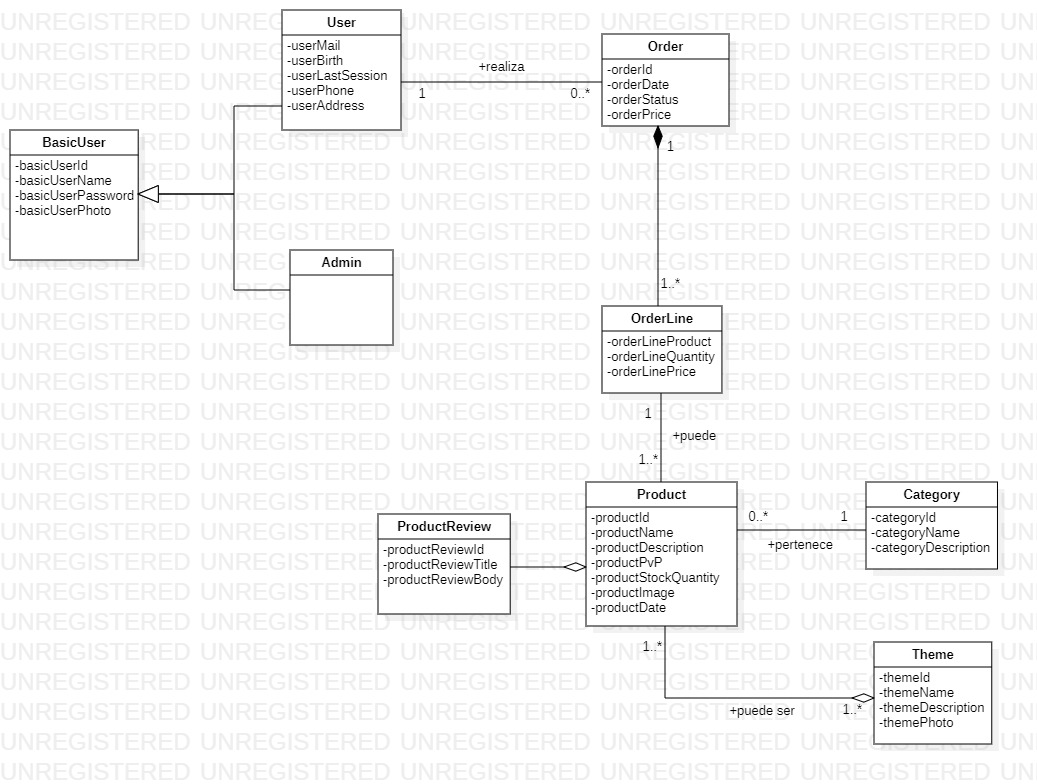 User
-userMail
-userBirth
-userLastSession
-userPhone
-userAddress
+realiza
1
0..*
Order
-orderId
-orderDate
-orderStatus
-orderPrice
BasicUser
-basicUserId
-basicUserName
-basicUserPassword
-basicUserPhoto
Admin
1
1..*
OrderLine
-orderLineProduct
-orderLineQuantity
-orderLinePrice
1
+puede
1..*
Product
-productId
-productName
-productDescription
-productPvP
-productStockQuantity
-productImage
-productDate
ProductReview
-productReviewId
-productReviewTitle
-productReviewBody
0..*
1
+pertenece
Category
-categoryId
-categoryName
-categoryDescription
1..*
+puede ser
1..*
Theme
-themeId
-themeName
-themeDescription
-themePhoto
UNREGISTERED